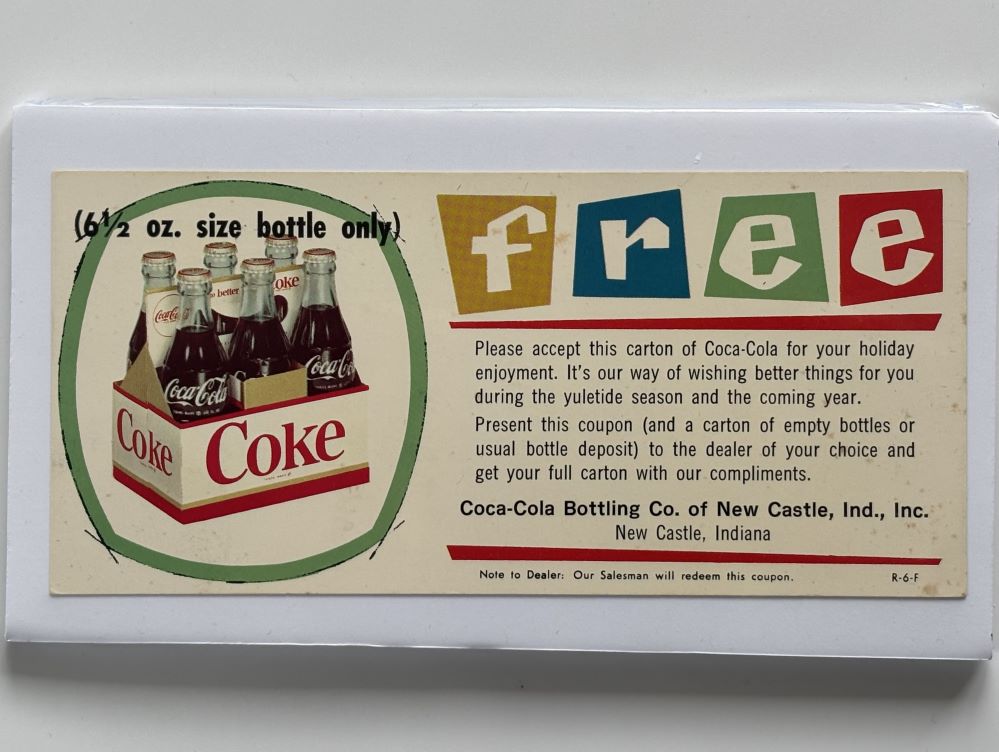 (6½ oz. size bottle only)
free
Coca-Cola
better
oke
Coca-Cola
Coca-Cola
Coke
Coke
Please accept this carton of Coca-Cola for your holiday
enjoyment. It's our way of wishing better things for you
during the yuletide season and the coming year.
Present this coupon (and a carton of empty bottles or
usual bottle deposit) to the dealer of your choice and
get your full carton with our compliments.
Coca-Cola Bottling Co. of New Castle, Ind., Inc.
New Castle, Indiana
Note to Dealer: Our Salesman will redeem this coupon.
R-6-F